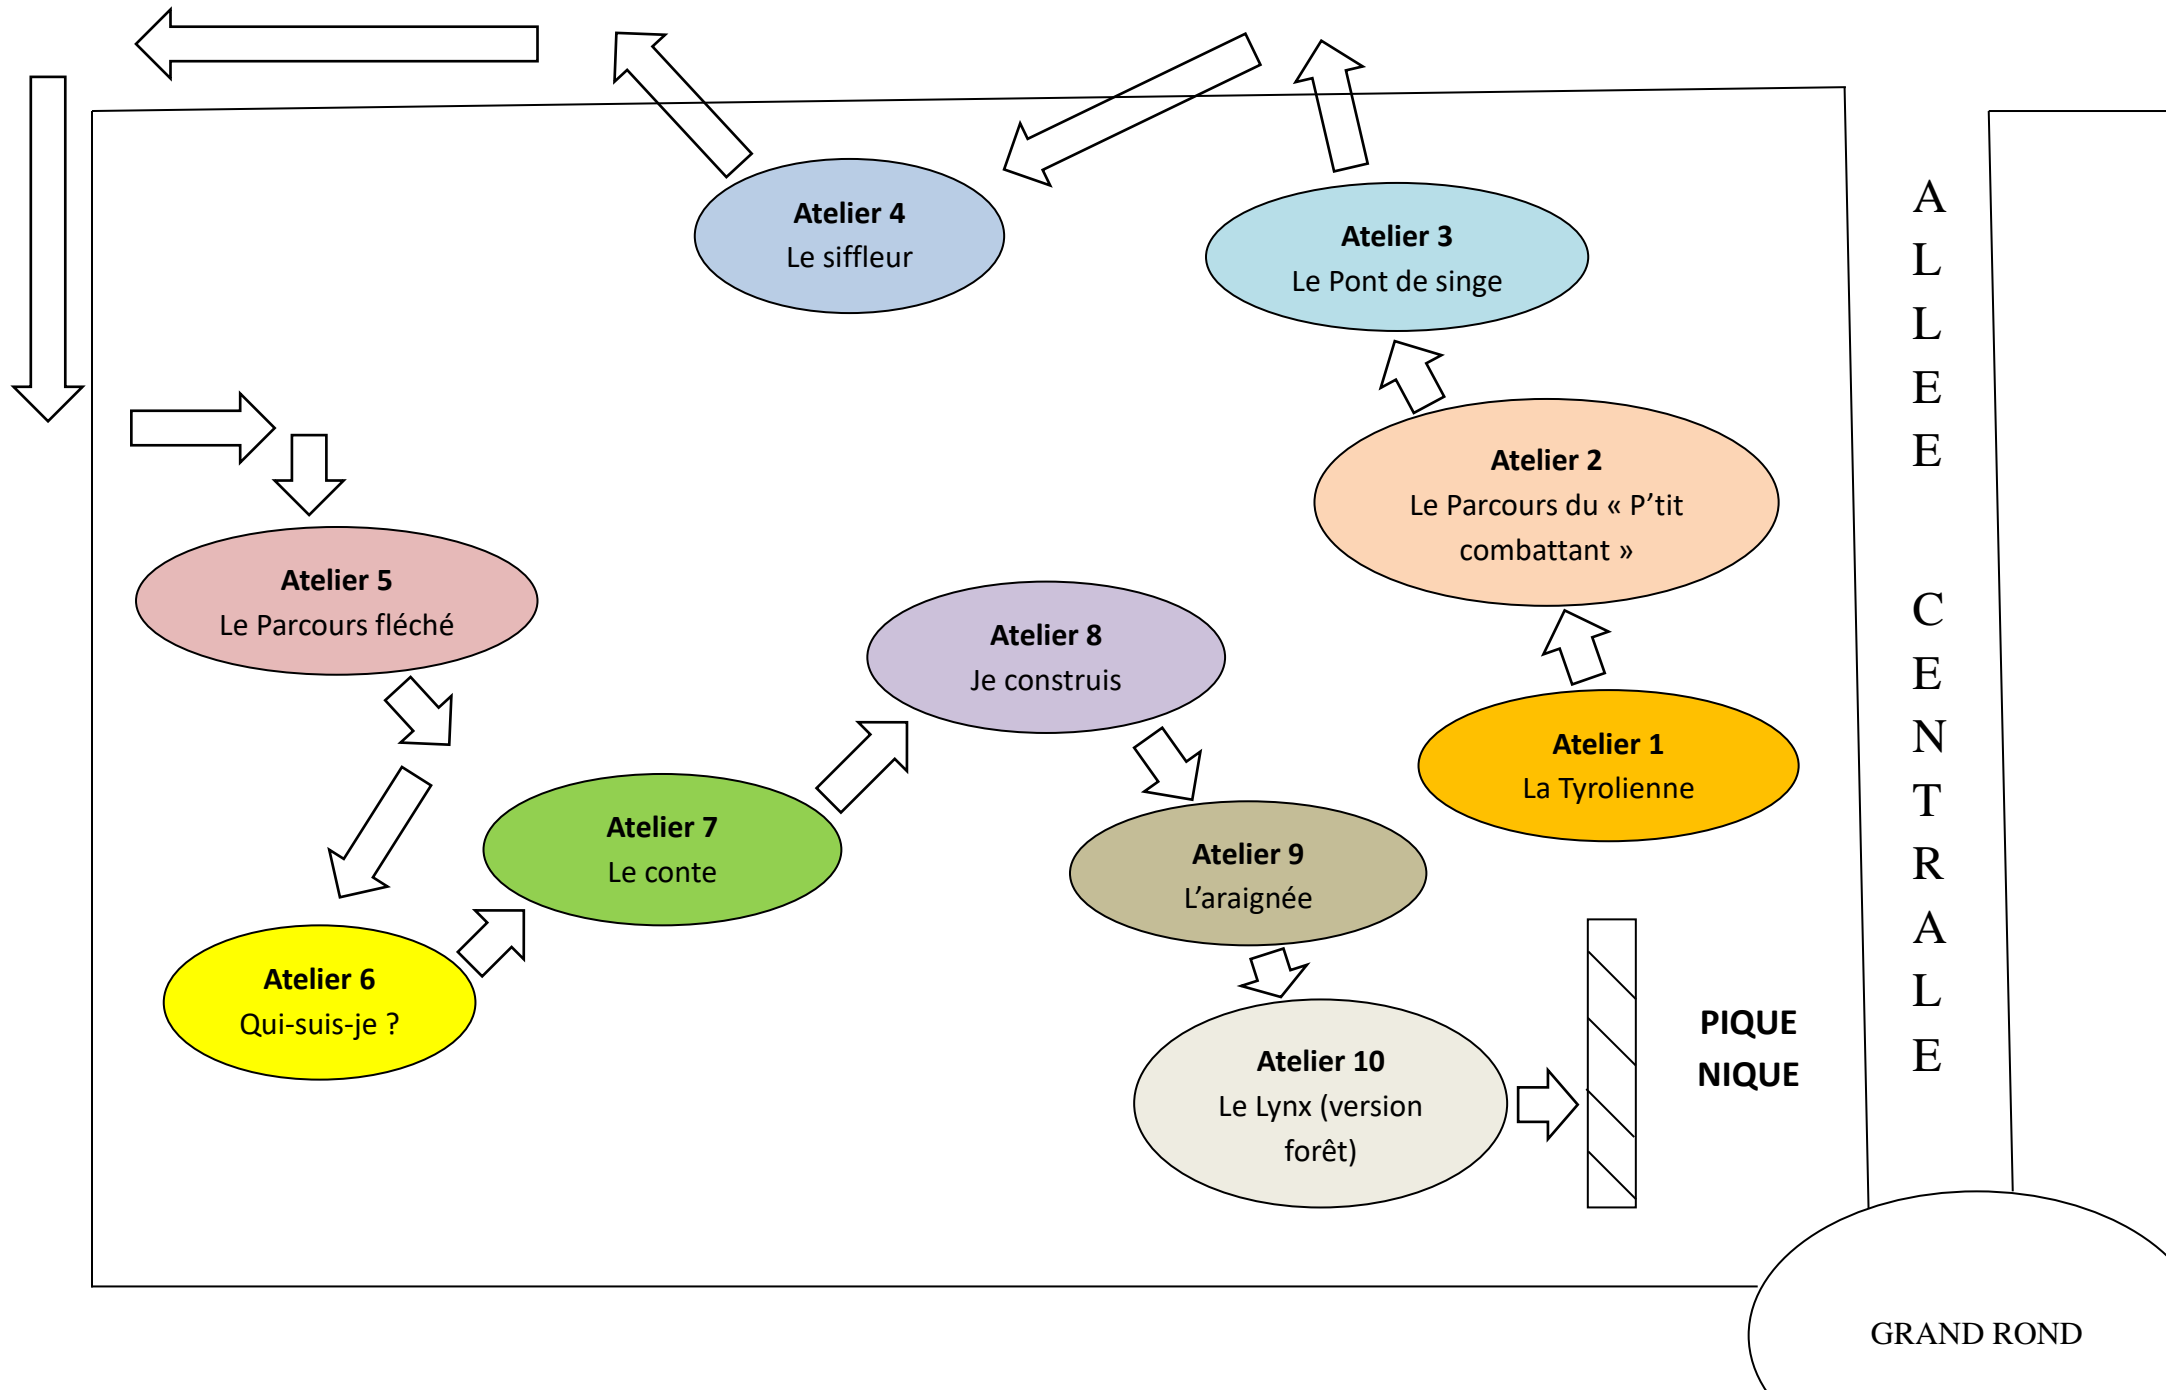 Atelier 4
Le siffleur
Atelier 3
Le Pont de singe
Atelier 2
Le Parcours du « P'tit
combattant »
Atelier 5
Le Parcours fléché
Atelier 8
Je construis
Atelier 1
La Tyrolienne
Atelier 7
Le conte
Atelier 9
L'araignée
Atelier 6
Qui-suis-je ?
Atelier 10
Le Lynx (version
forêt)
PIQUE
NIQUE
A
L
L
E
E
C
E
N
T
R
A
L
E
GRAND ROND